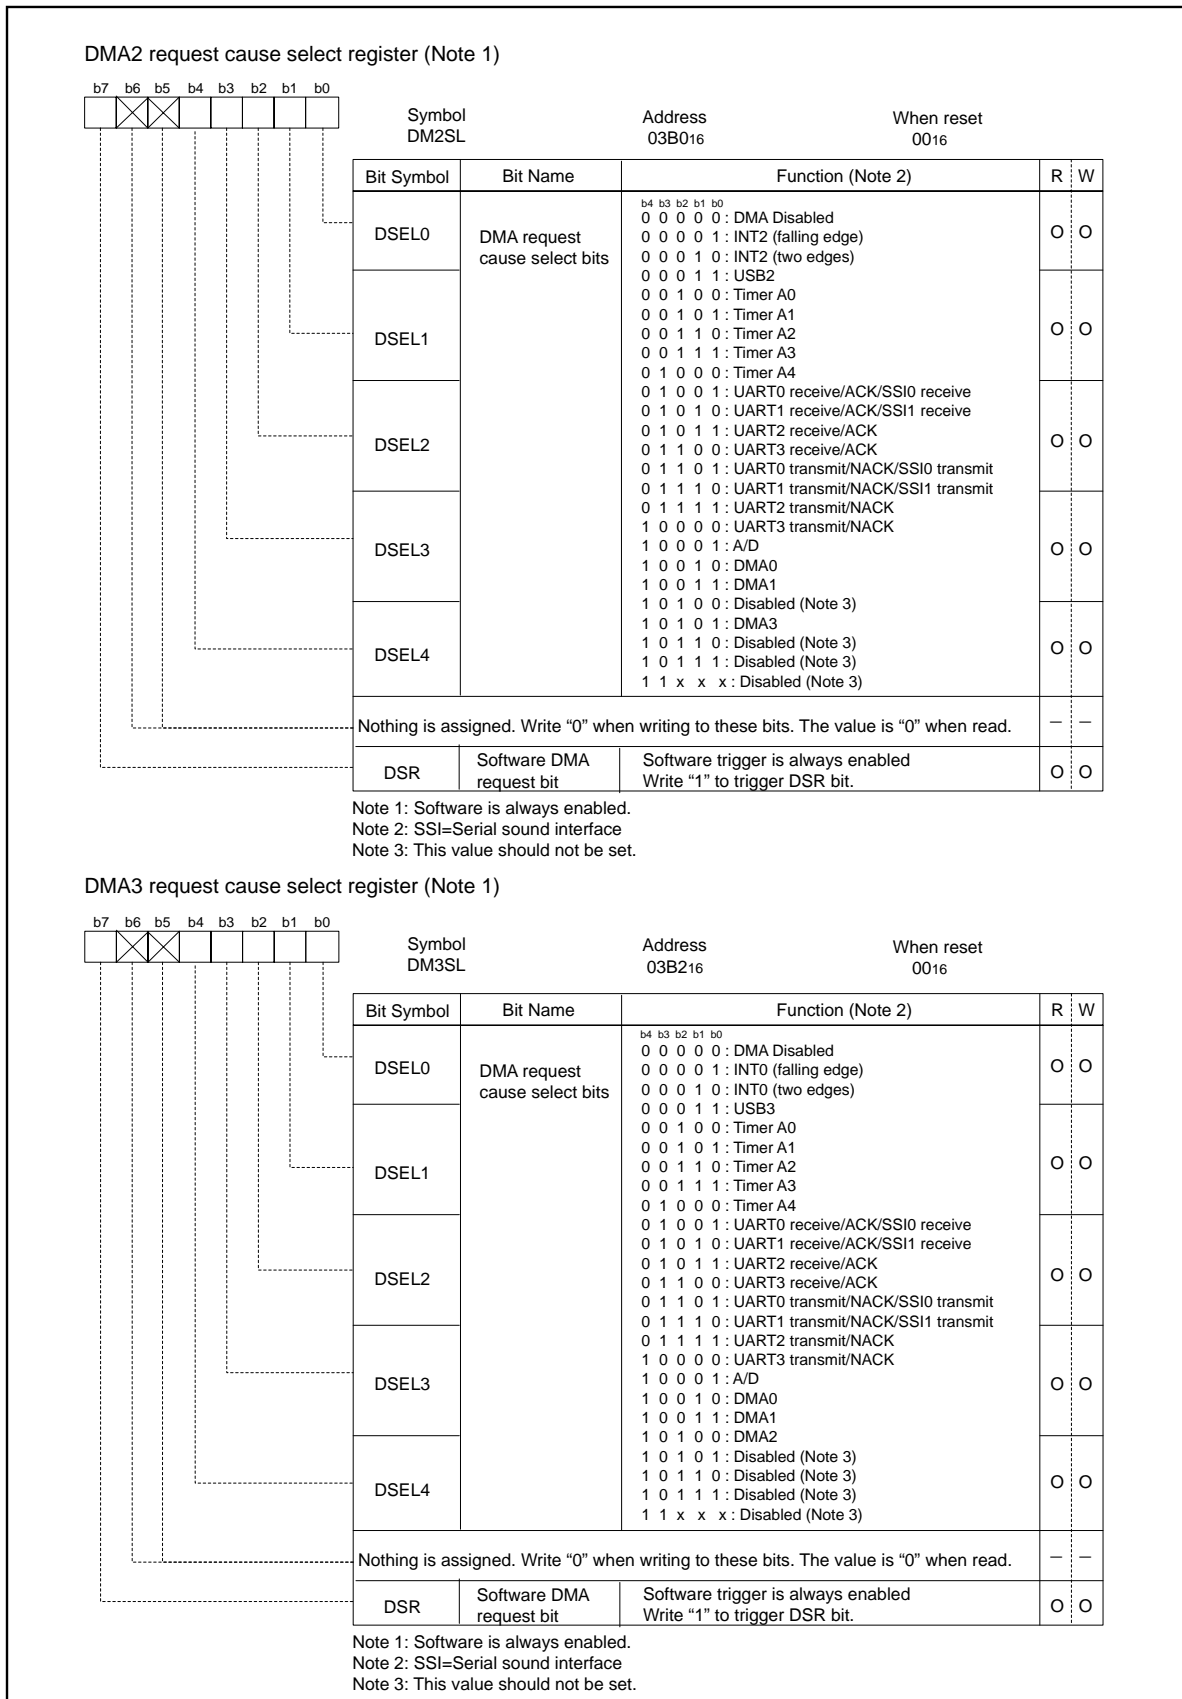 DMA2 request cause select register (Note 1)
b7 b6 b5 b4 b3 b2 b1 b0
Symbol Address When reset
DM2SL 03B016 0016
Bit Symbol Bit Name Function (Note 2) R W
b4 b3 b2 b1 b0
0 0 0 0 0 : DMA Disabled
DSEL0 DMA request cause select bits O O
0 0 0 0 1 : INT2 (falling edge)
0 0 0 1 0 : INT2 (two edges)
0 0 0 1 1 : USB2
0 0 1 0 0 : Timer A0
0 0 1 0 1 : Timer A1
DSEL1 O O
0 0 1 1 0 : Timer A2
0 0 1 1 1 : Timer A3
0 1 0 0 0 : Timer A4
0 1 0 0 1 : UART0 receive/ACK/SSI0 receive
0 1 0 1 0 : UART1 receive/ACK/SSI1 receive
0 1 0 1 1 : UART2 receive/ACK
DSEL2 O O
0 1 1 0 0 : UART3 receive/ACK
0 1 1 0 1 : UART0 transmit/NACK/SSI0 transmit
0 1 1 1 0 : UART1 transmit/NACK/SSI1 transmit
0 1 1 1 1 : UART2 transmit/NACK
1 0 0 0 0 : UART3 transmit/NACK
DSEL3 O O
1 0 0 0 1 : A/D
1 0 0 1 0 : DMA0
1 0 0 1 1 : DMA1
1 0 1 0 0 : Disabled (Note 3)
1 0 1 0 1 : DMA3
DSEL4 O O
1 0 1 1 0 : Disabled (Note 3)
1 0 1 1 1 : Disabled (Note 3)
1 1 x x x : Disabled (Note 3)
Nothing is assigned. Write “0” when writing to these bits. The value is “0” when read. – –
DSR Software DMA request bit Software trigger is always enabled O O
Write “1” to trigger DSR bit.
Note 1: Software is always enabled.
Note 2: SSI=Serial sound interface
Note 3: This value should not be set.
DMA3 request cause select register (Note 1)
b7 b6 b5 b4 b3 b2 b1 b0
Symbol Address When reset
DM3SL 03B216 0016
Bit Symbol Bit Name Function (Note 2) R W
b4 b3 b2 b1 b0
0 0 0 0 0 : DMA Disabled
DSEL0 DMA request cause select bits O O
0 0 0 0 1 : INT0 (falling edge)
0 0 0 1 0 : INT0 (two edges)
0 0 0 1 1 : USB3
0 0 1 0 0 : Timer A0
0 0 1 0 1 : Timer A1
DSEL1 O O
0 0 1 1 0 : Timer A2
0 0 1 1 1 : Timer A3
0 1 0 0 0 : Timer A4
0 1 0 0 1 : UART0 receive/ACK/SSI0 receive
0 1 0 1 0 : UART1 receive/ACK/SSI1 receive
0 1 0 1 1 : UART2 receive/ACK
DSEL2 O O
0 1 1 0 0 : UART3 receive/ACK
0 1 1 0 1 : UART0 transmit/NACK/SSI0 transmit
0 1 1 1 0 : UART1 transmit/NACK/SSI1 transmit
0 1 1 1 1 : UART2 transmit/NACK
1 0 0 0 0 : UART3 transmit/NACK
DSEL3 O O
1 0 0 0 1 : A/D
1 0 0 1 0 : DMA0
1 0 0 1 1 : DMA1
1 0 1 0 0 : DMA2
1 0 1 0 1 : Disabled (Note 3)
DSEL4 O O
1 0 1 1 0 : Disabled (Note 3)
1 0 1 1 1 : Disabled (Note 3)
1 1 x x x : Disabled (Note 3)
Nothing is assigned. Write “0” when writing to these bits. The value is “0” when read. – –
DSR Software DMA request bit Software trigger is always enabled O O
Write “1” to trigger DSR bit.
Note 1: Software is always enabled.
Note 2: SSI=Serial sound interface
Note 3: This value should not be set.